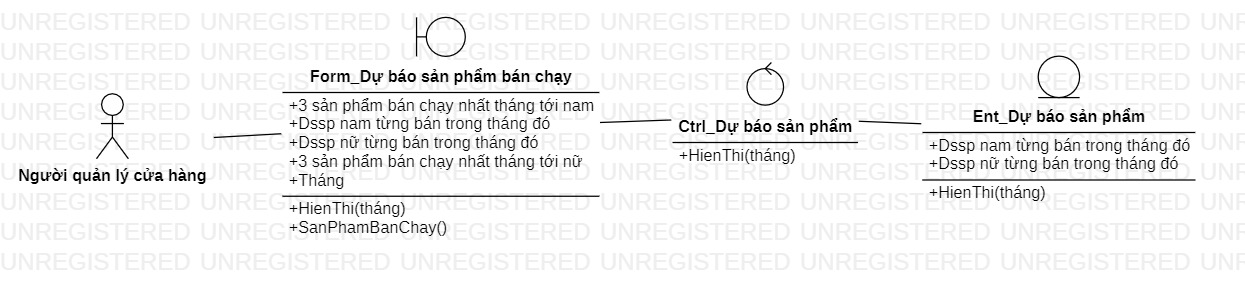 UNREGISTERED UNREGISTERED UNREGISTERED UNREGISTERED UNREGISTERED UNREGISTERED UNR
Form_Dự báo sản phẩm bán chạy
+3 sản phẩm bán chạy nhất tháng tới nam
+Dssp nam từng bán trong tháng đó
+Dssp nữ từng bán trong tháng đó
+3 sản phẩm bán chạy nhất tháng tới nữ
+Tháng
+HienThi(tháng)
+SanPhamBanChay()
Người quản lý cửa hàng
Ctrl_Dự báo sản phẩm
+HienThi(tháng)
Ent_Dự báo sản phẩm
+Dssp nam từng bán trong tháng đó
+Dssp nữ từng bán trong tháng đó
+HienThi(tháng)